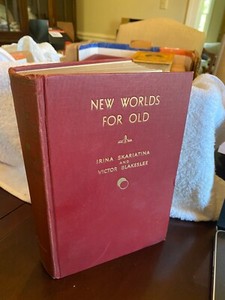 NEW WORLDS
FOR OLD
IRINA SKARIATINA
AND
VICTOR BLAKESLEE